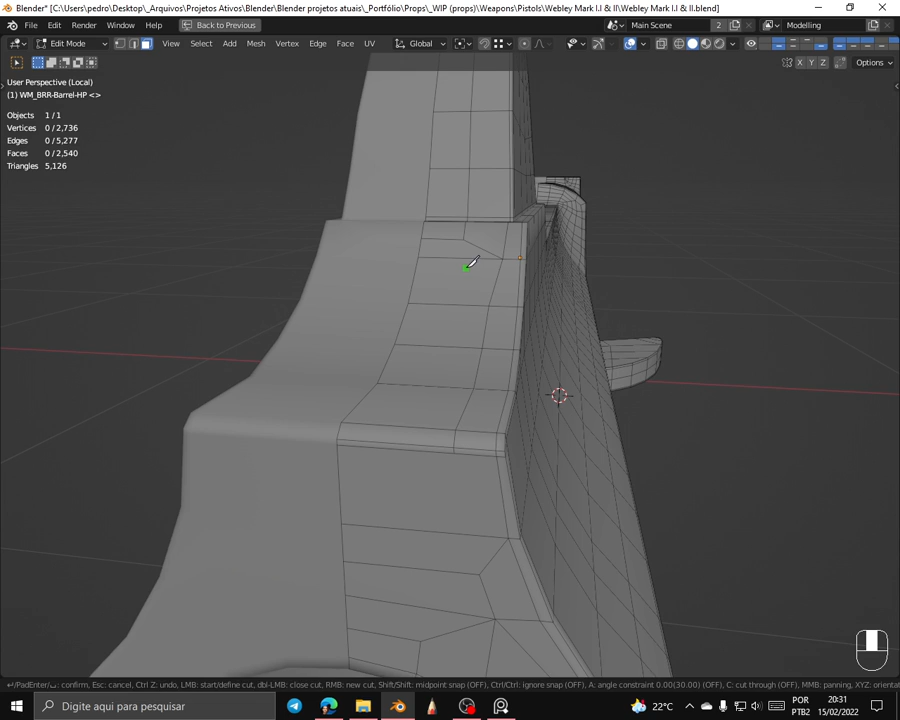 Blender* [C:\Users\pedro\Desktop\_Arquivos\Projetos Ativos\Blender\Blender projetos atuais\_Portfólio\Props\_WIP (props)\Weapons\Pistols\Webley Mark I.I & II\Webley Mark I.I & II.blend]
File Edit Render Window Help Back to Previous Main Scene 2 Modelling
Edit Mode View Select Add Mesh Vertex Edge Face UV Global
X Y Z Options
User Perspective (Local)
(1) WM_BRR-Barrel-HP <>
Objects 1/1
Vertices 0/2,736
Edges 0/5,277
Faces 0/2,540
Triangles 5,126
: confirm, Esc: cancel, Ctrl Z: undo, LMB: start/define cut, dbl-LMB: close cut, RMB: new cut, Shift/Shift: midpoint snap (OFF), Ctrl/Ctrl: ignore snap (OFF), A: angle constraint 0.00(30.00) (OFF), C: cut through (OFF), MMB: panning, XYZ: orientat
Digite aqui para pesquisar 22°C POR 20:31
PTB2 15/02/2022